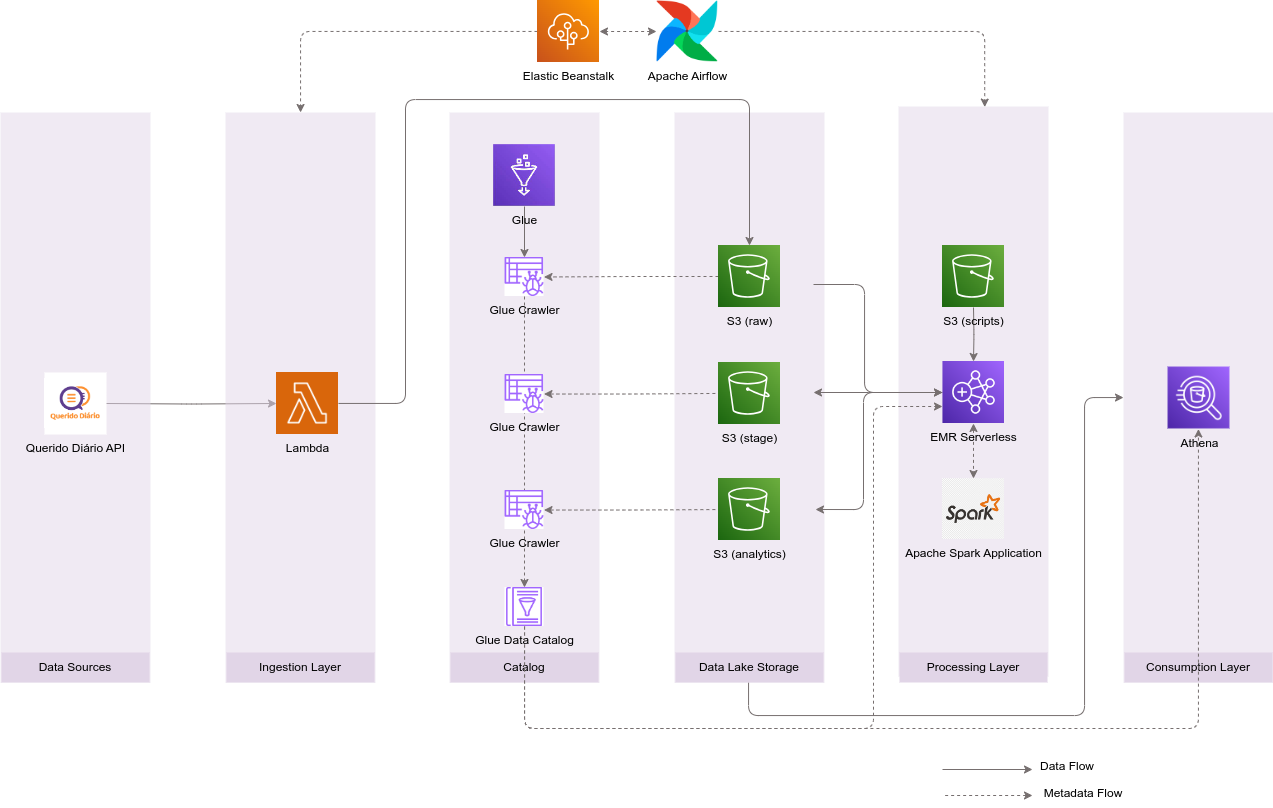 Elastic Beanstalk
Apache Airflow
Glue
Glue Crawler
S3 (raw)
S3 (scripts)
Querido Diário
Querido Diário API
Lambda
Glue Crawler
S3 (stage)
EMR Serverless
Athena
Glue Crawler
S3 (analytics)
Spark
Apache Spark Application
Glue Data Catalog
Data Sources
Ingestion Layer
Catalog
Data Lake Storage
Processing Layer
Consumption Layer
Data Flow
Metadata Flow